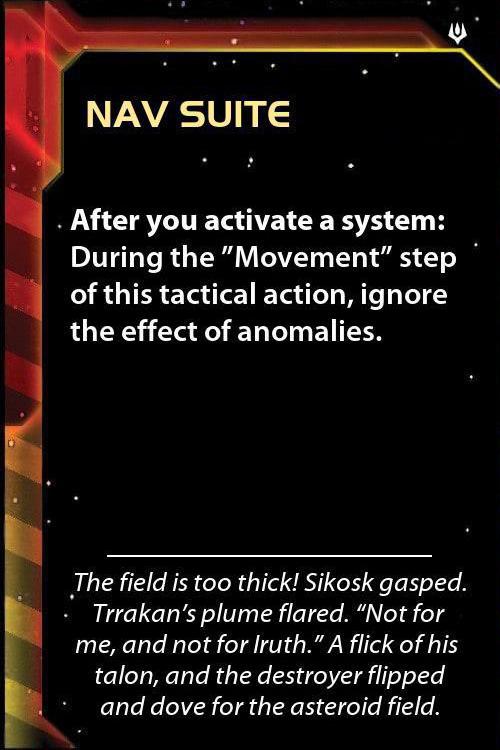 NAV SUITE
After you activate a system:
During the ”Movement” step
of this tactical action, ignore
the effect of anomalies.
The field is too thick! Sikosk gasped.
Trrakan’s plume flared. “Not for
me, and not for Iruth.” A flick of his
talon, and the destroyer flipped
and dove for the asteroid field.